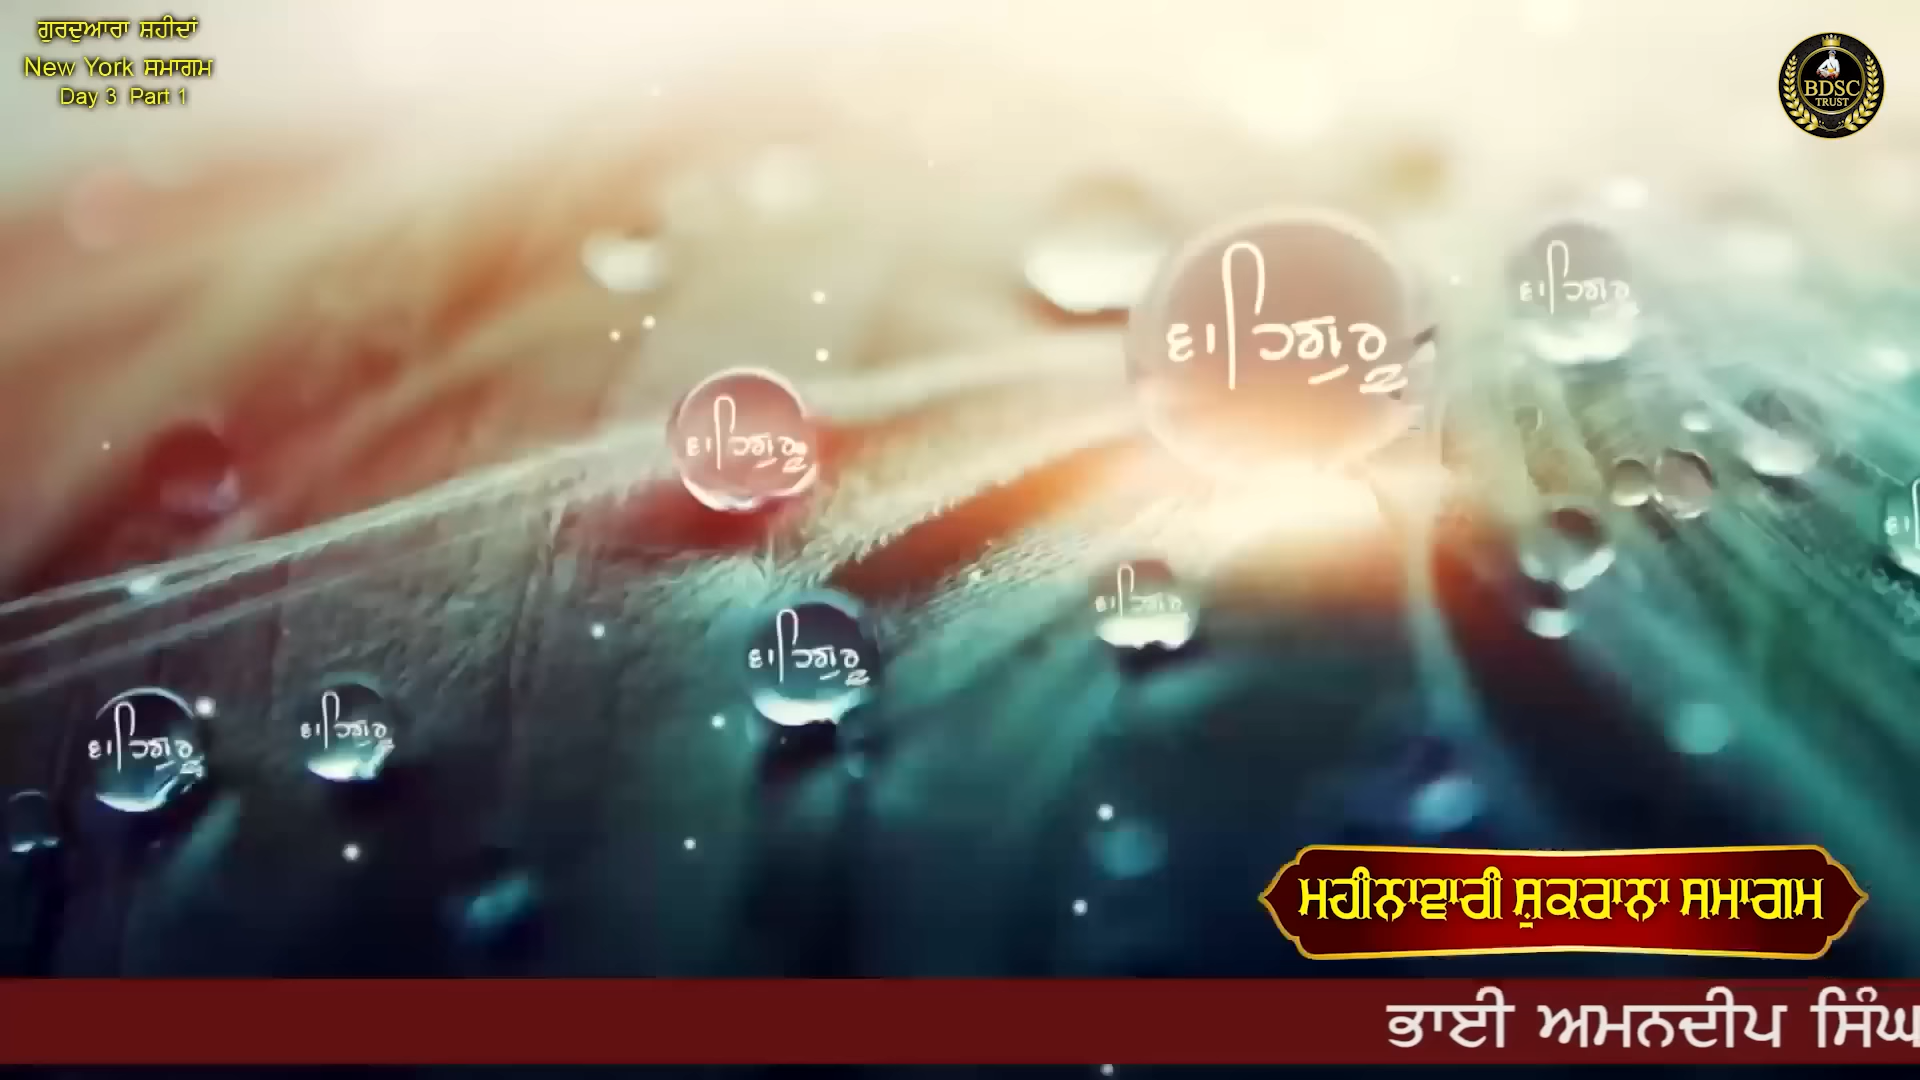 ਗੁਰਦੁਆਰਾ ਸ਼ਹੀਦਾਂ
New York ਸਮਾਗਮ
Day 3 Part 1
BDSC
TRUST
ਵਾਹਿਗੁਰੂ
ਵਾਹਿਗੁਰੂ
ਵਾਹਿਗੁਰੂ
ਵਾਹਿਗੁਰੂ
ਵਾਹਿਗੁਰੂ
ਵਾਹਿਗੁਰੂ
ਵਾਹਿਗੁਰੂ
ਵਾਹਿਗੁਰੂ
ਮਹੀਨਾਵਾਰੀ ਸ਼ੁਕਰਾਨਾ ਸਮਾਗਮ
ਭਾਈ ਅਮਨਦੀਪ ਸਿੰਘ